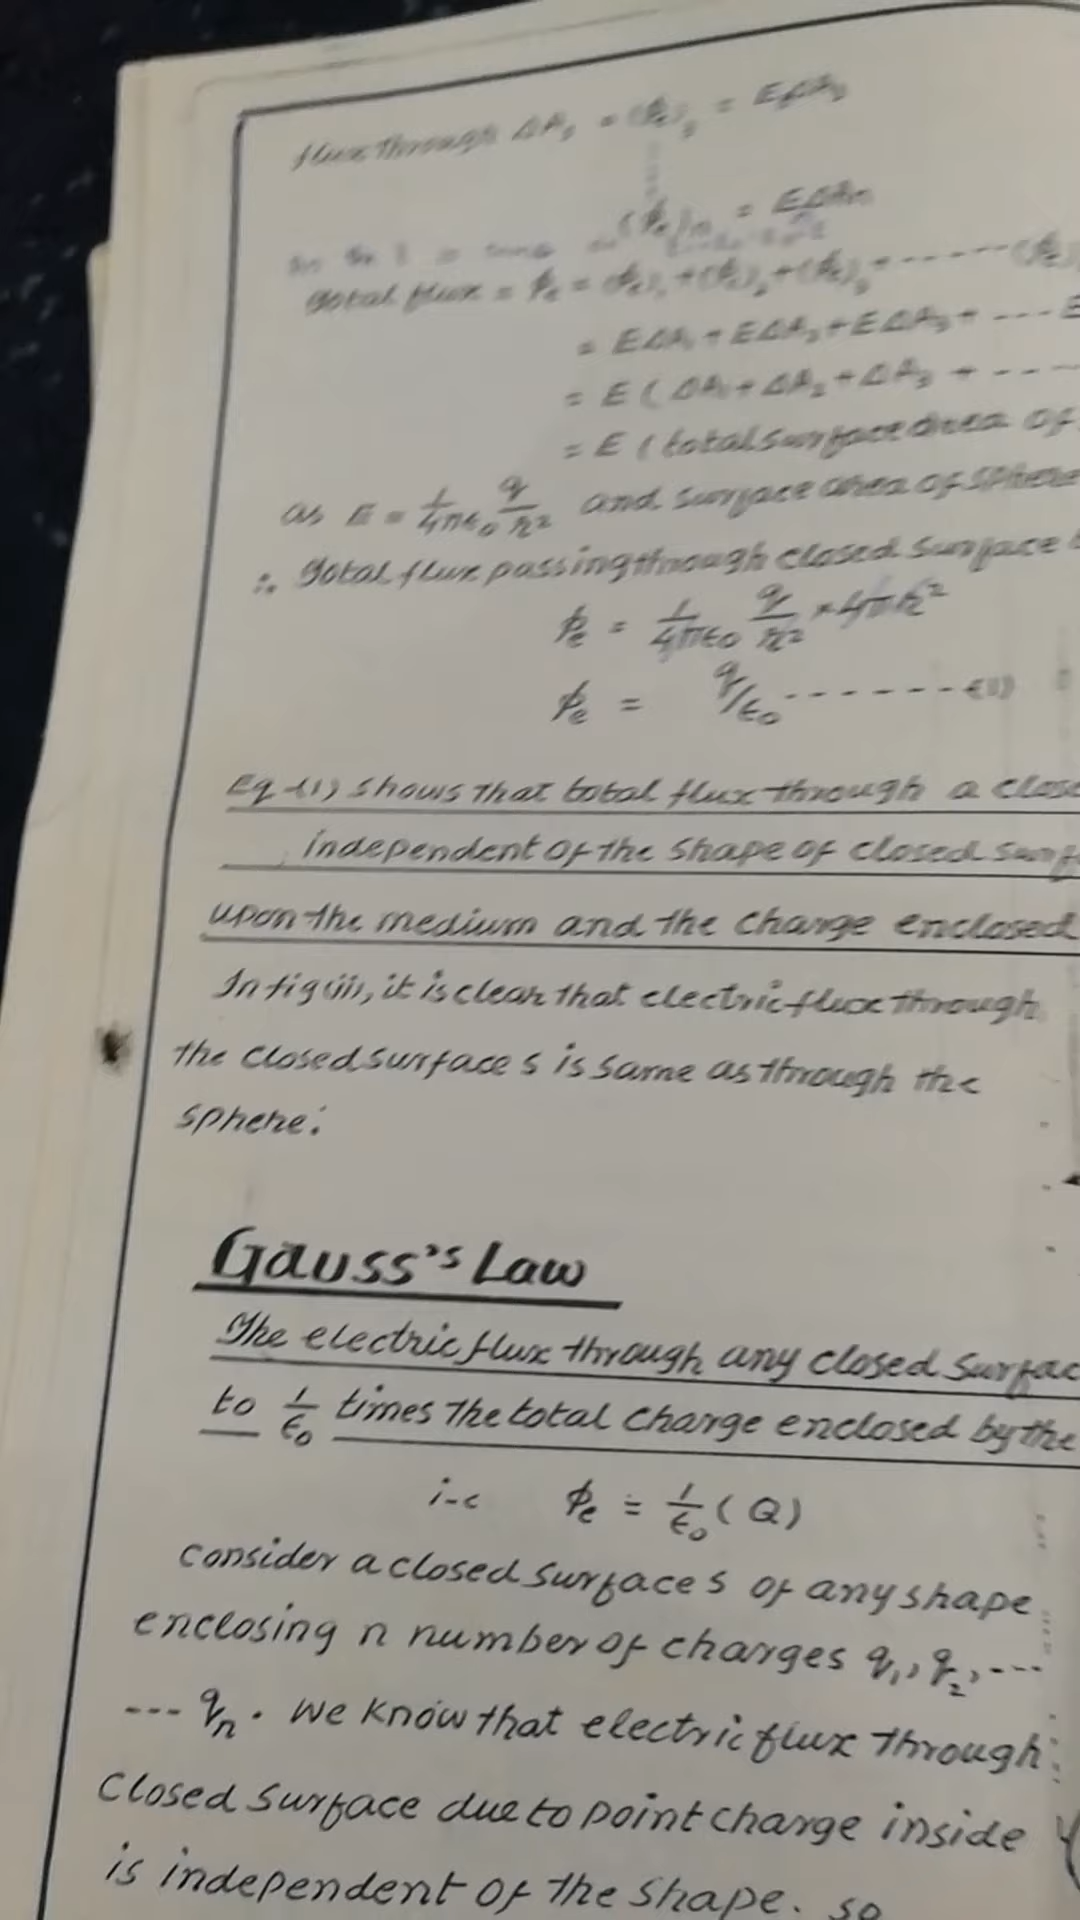 flux through ΔA₃ = (ϕe)₃ = EΔA₃
(ϕe)n = EΔAn
Total flux = ϕe = (ϕe)₁ + (ϕe)₂ + (ϕe)₃ + ------ (ϕe)
= EΔA₁ + EΔA₂ + EΔA₃ + --- E
= E (ΔA₁ + ΔA₂ + ΔA₃ + ----
= E (total surface area of
as E = 1/4πε₀ q/r² and surface area of sphere
∴ Total flux passing through closed surface
ϕe = 1/4πε₀ q/r² × 4πr²
ϕe = q/ε₀ ------- (1)
Eq (1) shows that total flux through a close
independent of the shape of closed surf
upon the medium and the charge enclosed
In fig (ii), it is clear that electric flux through
the closed surface s is same as through the
sphere:
Gauss's Law
The electric flux through any closed surfac
to 1/ε₀ times the total charge enclosed by the
i-e ϕe = 1/ε₀ (Q)
consider a closed surface s of any shape
enclosing n number of charges q₁, q₂, ---
--- qn. we know that electric flux through
closed surface due to point charge inside
is independent of the shape. so